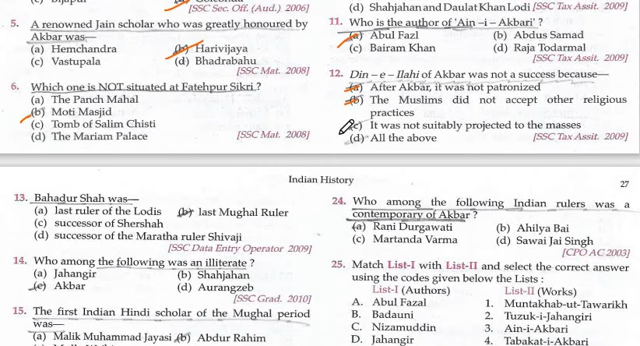 [SSC Sec. Off. (Aud.) 2006]
5. A renowned Jain scholar who was greatly honoured by
Akbar was—
(a) Hemchandra (b) Harivijaya
(c) Vastupala (d) Bhadrabahu
[SSC Mat. 2008]
6. Which one is NOT situated at Fatehpur Sikri.?
(a) The Panch Mahal
(b) Moti Masjid
(c) Tomb of Salim Chisti
(d) The Mariam Palace [SSC Mat. 2008]
(d) Shahjahan and Daulat Khan Lodi [SSC Tax Assit. 2009]
11. Who is the author of 'Ain –i – Akbari' ?
(a) Abul Fazl (b) Abdus Samad
(c) Bairam Khan (d) Raja Todarmal
[SSC Tax Assit. 2009]
12. Din – e – Ilahi of Akbar was not a success because—
(a) After Akbar, it was not patronized
(b) The Muslims did not accept other religious
practices
(c) It was not suitably projected to the masses
(d) All the above [SSC Tax Assit. 2009]
Indian History 27
13. Bahadur Shah was—
(a) last ruler of the Lodis (b) last Mughal Ruler
(c) successor of Shershah
(d) successor of the Maratha ruler Shivaji
[SSC Data Entry Operator 2009]
14. Who among the following was an illiterate ?
(a) Jahangir (b) Shahjahan
(c) Akbar (d) Aurangzeb
[SSC Grad. 2010]
15. The first Indian Hindi scholar of the Mughal period
was—
(a) Malik Muhammad Jayasi (b) Abdur Rahim
24. Who among the following Indian rulers was a
contemporary of Akbar ?
(a) Rani Durgawati (b) Ahilya Bai
(c) Martanda Varma (d) Sawai Jai Singh
[CPO AC 2003]
25. Match List-I with List-II and select the correct answer
using the codes given below the Lists :
List-I (Authors) List-II (Works)
A. Abul Fazal 1. Muntakhab-ut-Tawarikh
B. Badauni 2. Tuzuk-i-Jahangiri
C. Nizamuddin 3. Ain-i-Akbari
D. Jahangir 4. Tabakat-i-Akbari